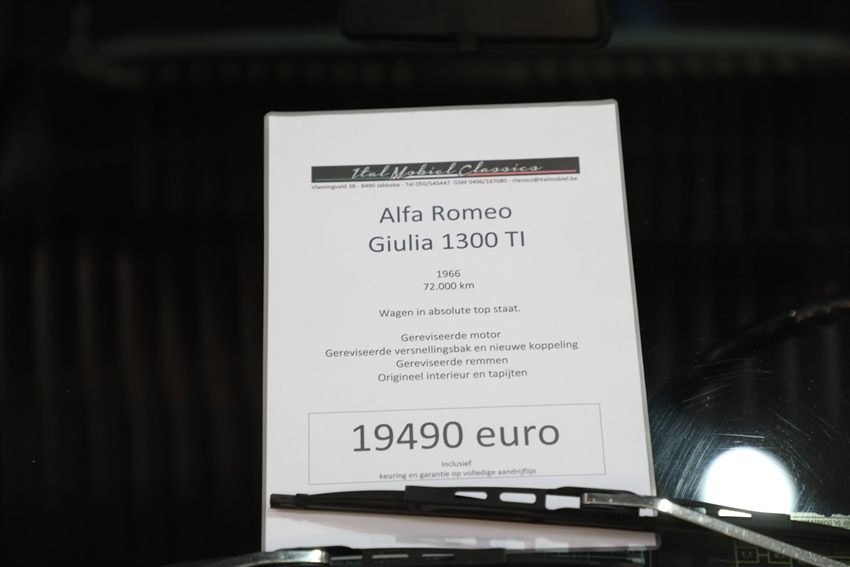 Ital Mobiel Classics
Vlamingveld 38 - 8490 Jabbeke - Tel 050/545447 GSM 0496/167080 - classics@italmobiel.be
Alfa Romeo
Giulia 1300 TI
1966
72.000 km
Wagen in absolute top staat.
Gereviseerde motor
Gereviseerde versnellingsbak en nieuwe koppeling
Gereviseerde remmen
Origineel interieur en tapijten
19490 euro
Inclusief
keuring en garantie op volledige aandrijflijn